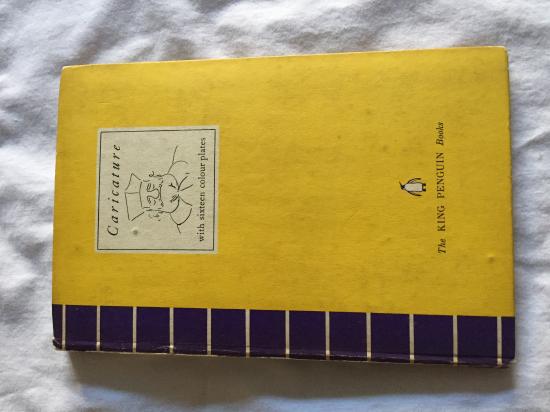 Caricature
with sixteen colour plates
The KING PENGUIN Books